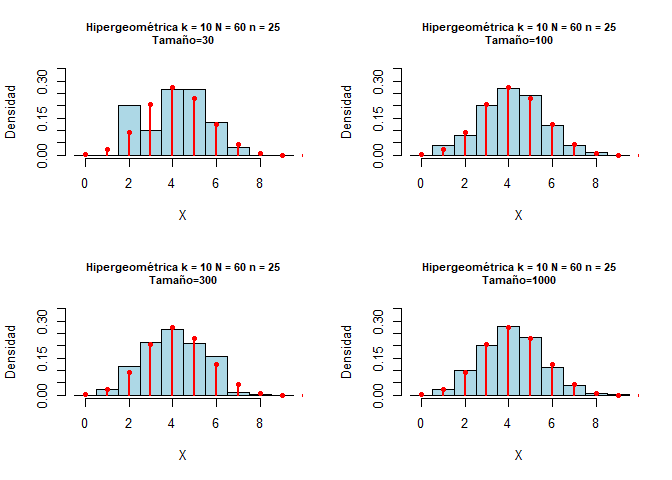 Hipergeométrica k = 10 N = 60 n = 25
Tamaño=30
Densidad
0.00 0.15 0.30
0 2 4 6 8
X
Hipergeométrica k = 10 N = 60 n = 25
Tamaño=100
Densidad
0.00 0.15 0.30
0 2 4 6 8
X
Hipergeométrica k = 10 N = 60 n = 25
Tamaño=300
Densidad
0.00 0.15 0.30
0 2 4 6 8
X
Hipergeométrica k = 10 N = 60 n = 25
Tamaño=1000
Densidad
0.00 0.15 0.30
0 2 4 6 8
X